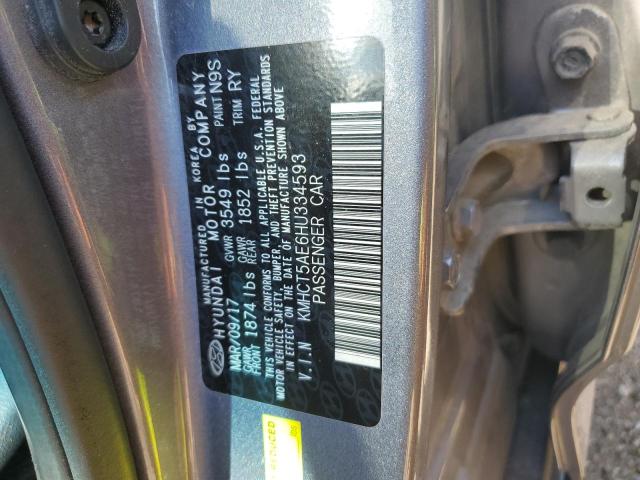 MANUFACTURED IN KOREA BY
HYUNDAI MOTOR COMPANY
MAR/09/17 GVWR 3549 lbs PAINT N9S
GAWR FRONT 1874 lbs GAWR REAR 1852 lbs TRIM RY
THIS VEHICLE CONFORMS TO ALL APPLICABLE U.S.A. FEDERAL
MOTOR VEHICLE SAFETY, BUMPER, AND THEFT PREVENTION STANDARDS
IN EFFECT ON THE DATE OF MANUFACTURE SHOWN ABOVE
V.I.N KMHCT5AE6HU334593
PASSENGER CAR
REDUCED